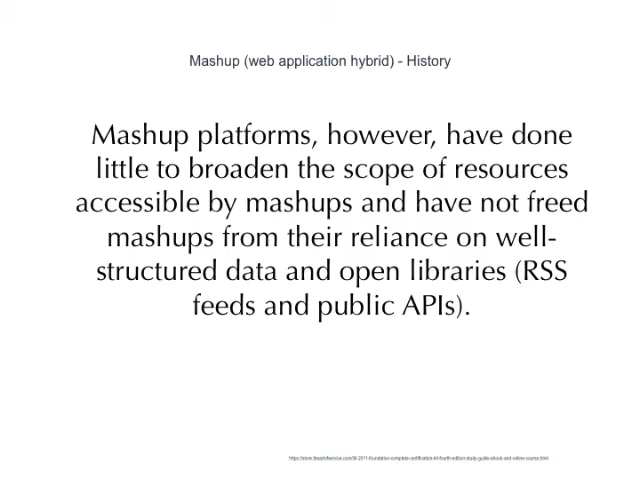 Mashup (web application hybrid) - History
Mashup platforms, however, have done
little to broaden the scope of resources
accessible by mashups and have not freed
mashups from their reliance on well-
structured data and open libraries (RSS
feeds and public APIs).